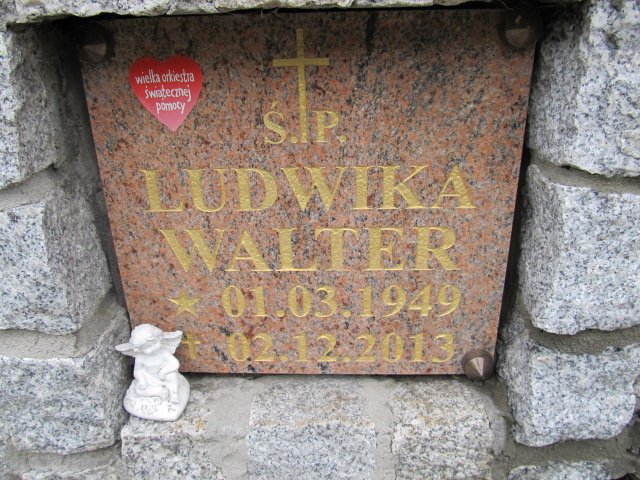 wielka orkiestra
świątecznej
pomocy
Ś. P.
LUDWIKA
WALTER
01.03.1949
02.12.2013